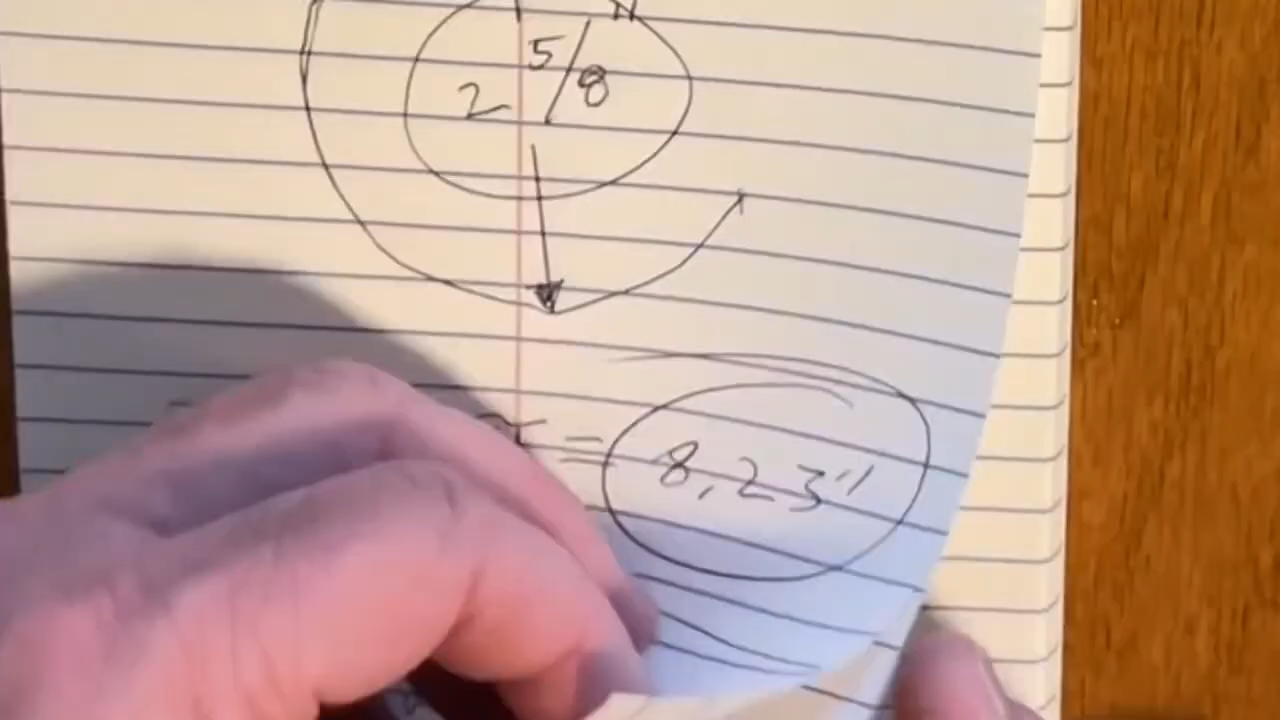 2 5/8
= 8.23"